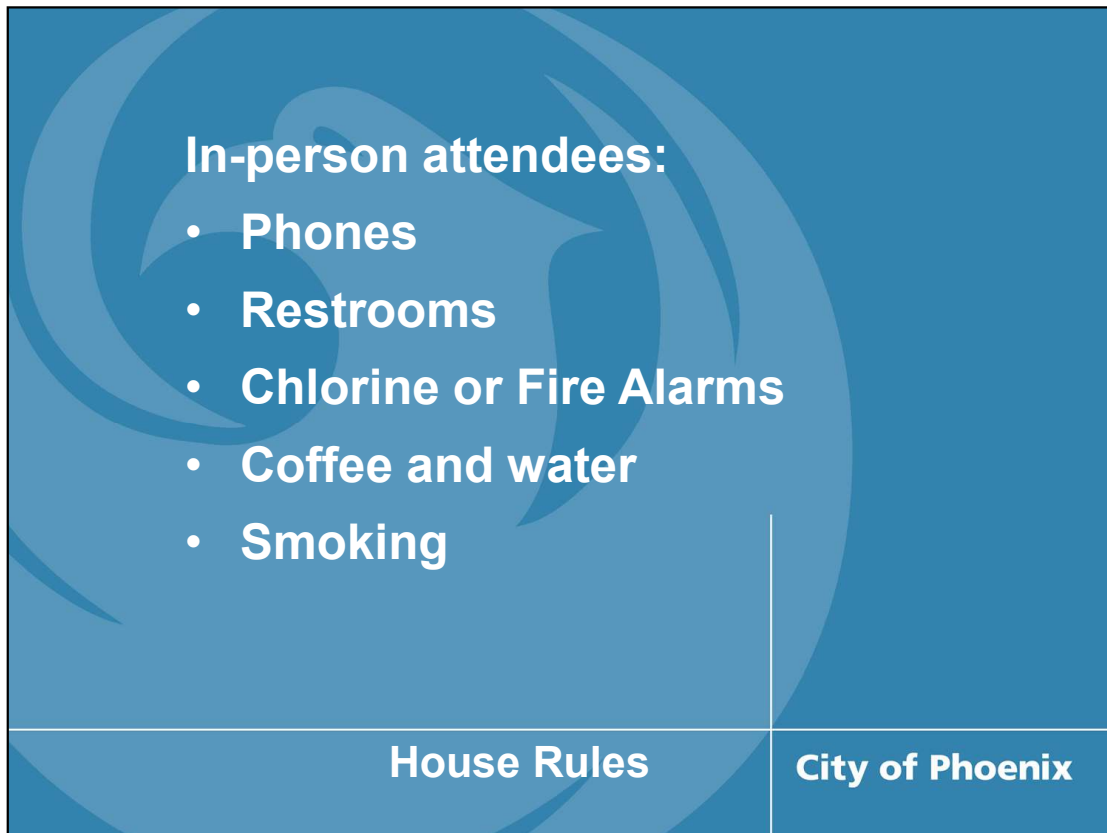 In-person attendees:
• Phones
• Restrooms
• Chlorine or Fire Alarms
• Coffee and water
• Smoking
House Rules
City of Phoenix